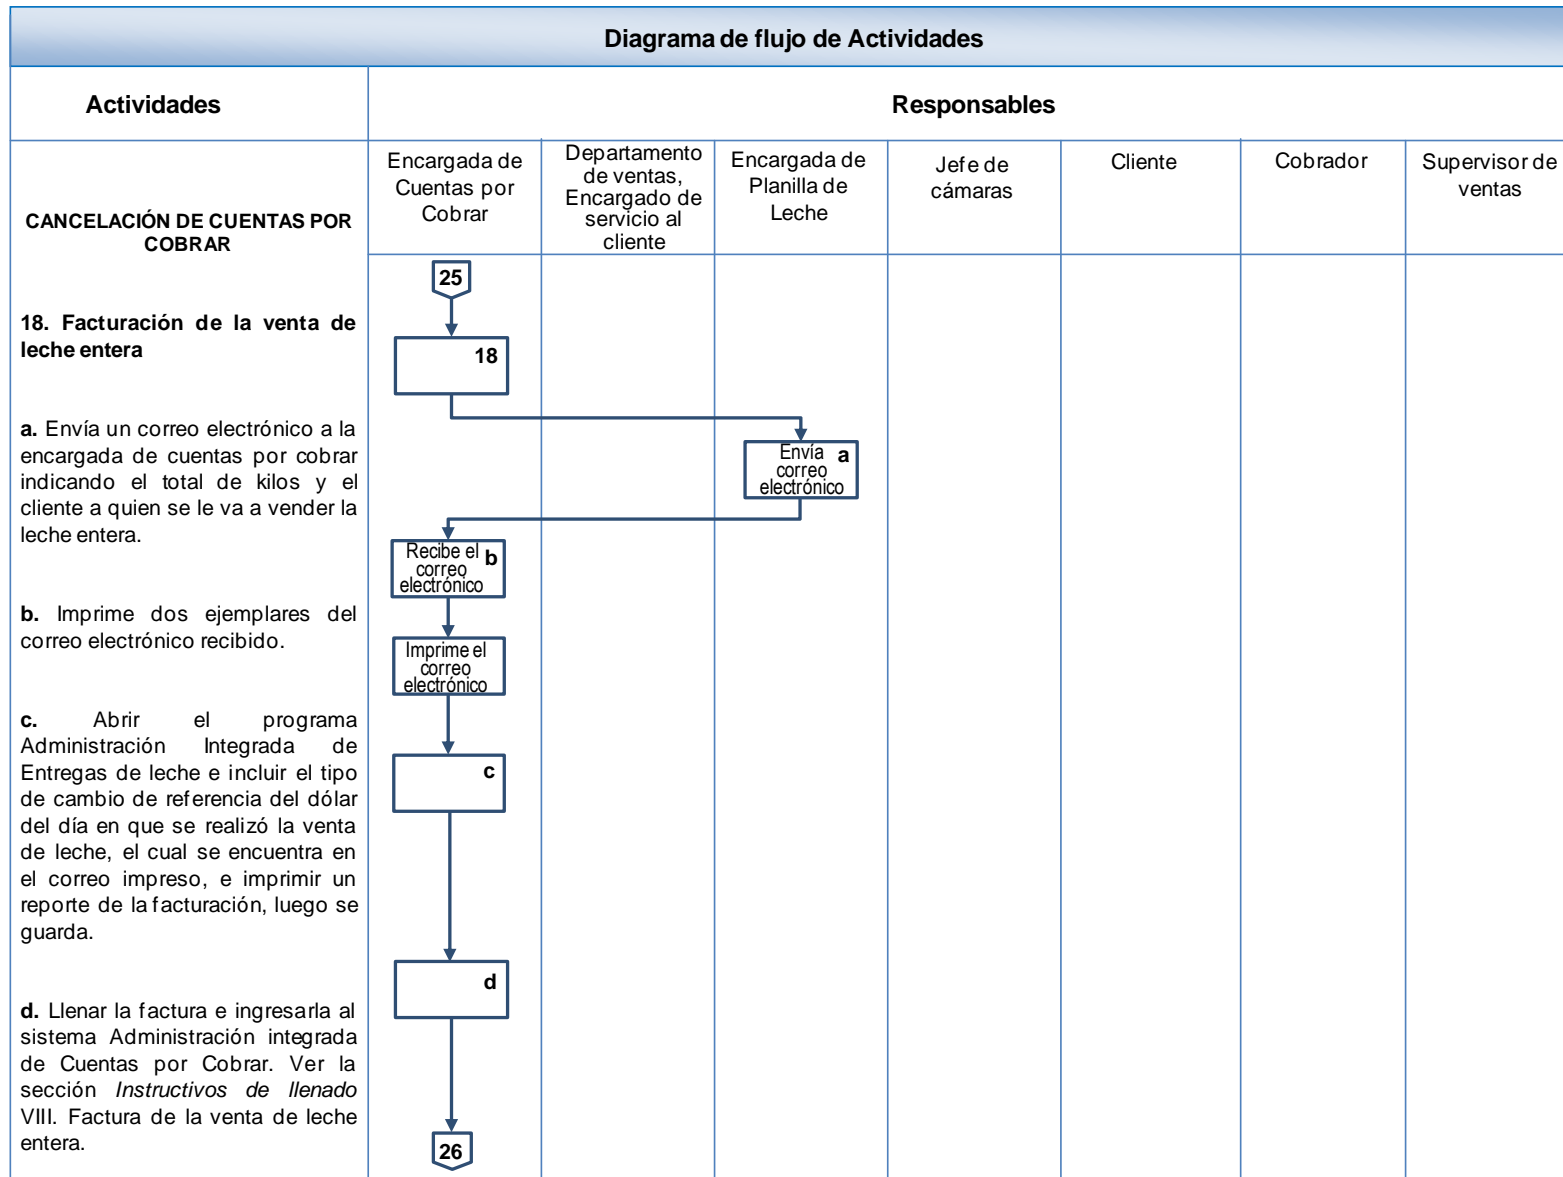 Diagrama de flujo de Actividades
Actividades
Responsables
CANCELACIÓN DE CUENTAS POR
COBRAR
Encargada de
Cuentas por
Cobrar
Departamento
de ventas,
Encargado de
servicio al
cliente
Encargada de
Planilla de
Leche
Jefe de
cámaras
Cliente
Cobrador
Supervisor de
ventas
18. Facturación de la venta de
leche entera
a. Envía un correo electrónico a la
encargada de cuentas por cobrar
indicando el total de kilos y el
cliente a quien se le va a vender la
leche entera.
b. Imprime dos ejemplares del
correo electrónico recibido.
c. Abrir el programa
Administración Integrada de
Entregas de leche e incluir el tipo
de cambio de referencia del dólar
del día en que se realizó la venta
de leche, el cual se encuentra en
el correo impreso, e imprimir un
reporte de la facturación, luego se
guarda.
d. Llenar la factura e ingresarla al
sistema Administración integrada
de Cuentas por Cobrar. Ver la
sección Instructivos de llenado
VIII. Factura de la venta de leche
entera.
25
18
Envía a
correo
electrónico
Recibe el b
correo
electrónico
Imprime el
correo
electrónico
c
d
26